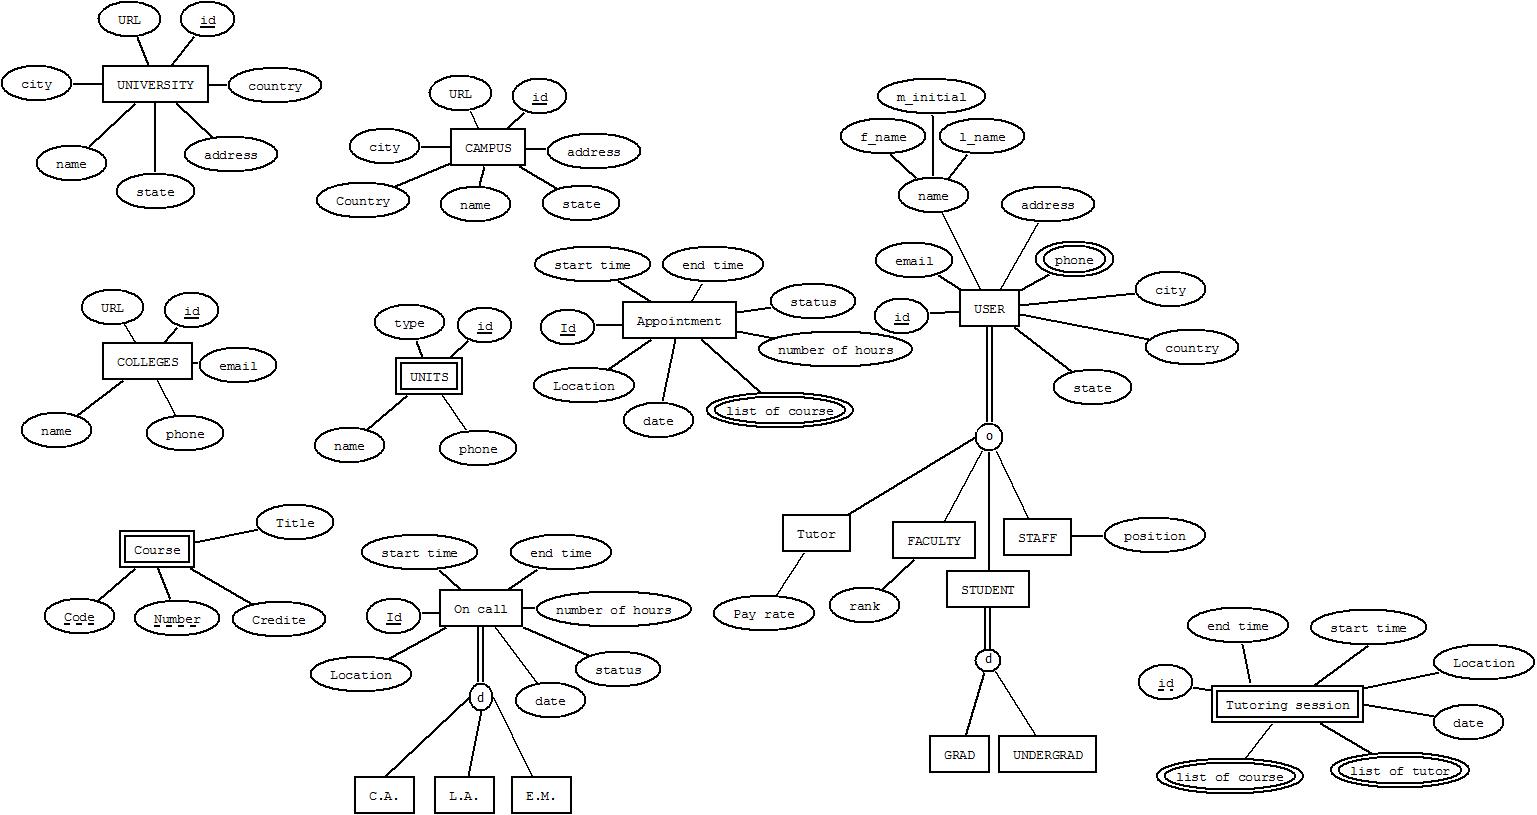 URL
id
city
UNIVERSITY
country
name
state
address
URL
id
city
CAMPUS
address
Country
name
state
m_initial
f_name
l_name
name
address
email
phone
id
USER
city
country
state
start time
end time
Id
Appointment
status
number of hours
Location
date
list of course
URL
id
COLLEGES
email
name
phone
type
id
UNITS
name
phone
o
Tutor
FACULTY
STAFF
position
Pay rate
rank
STUDENT
d
GRAD
UNDERGRAD
Title
Course
Code
Number
Credite
start time
end time
Id
On call
number of hours
Location
date
status
d
C.A.
L.A.
E.M.
end time
start time
id
Location
Tutoring session
date
list of course
list of tutor